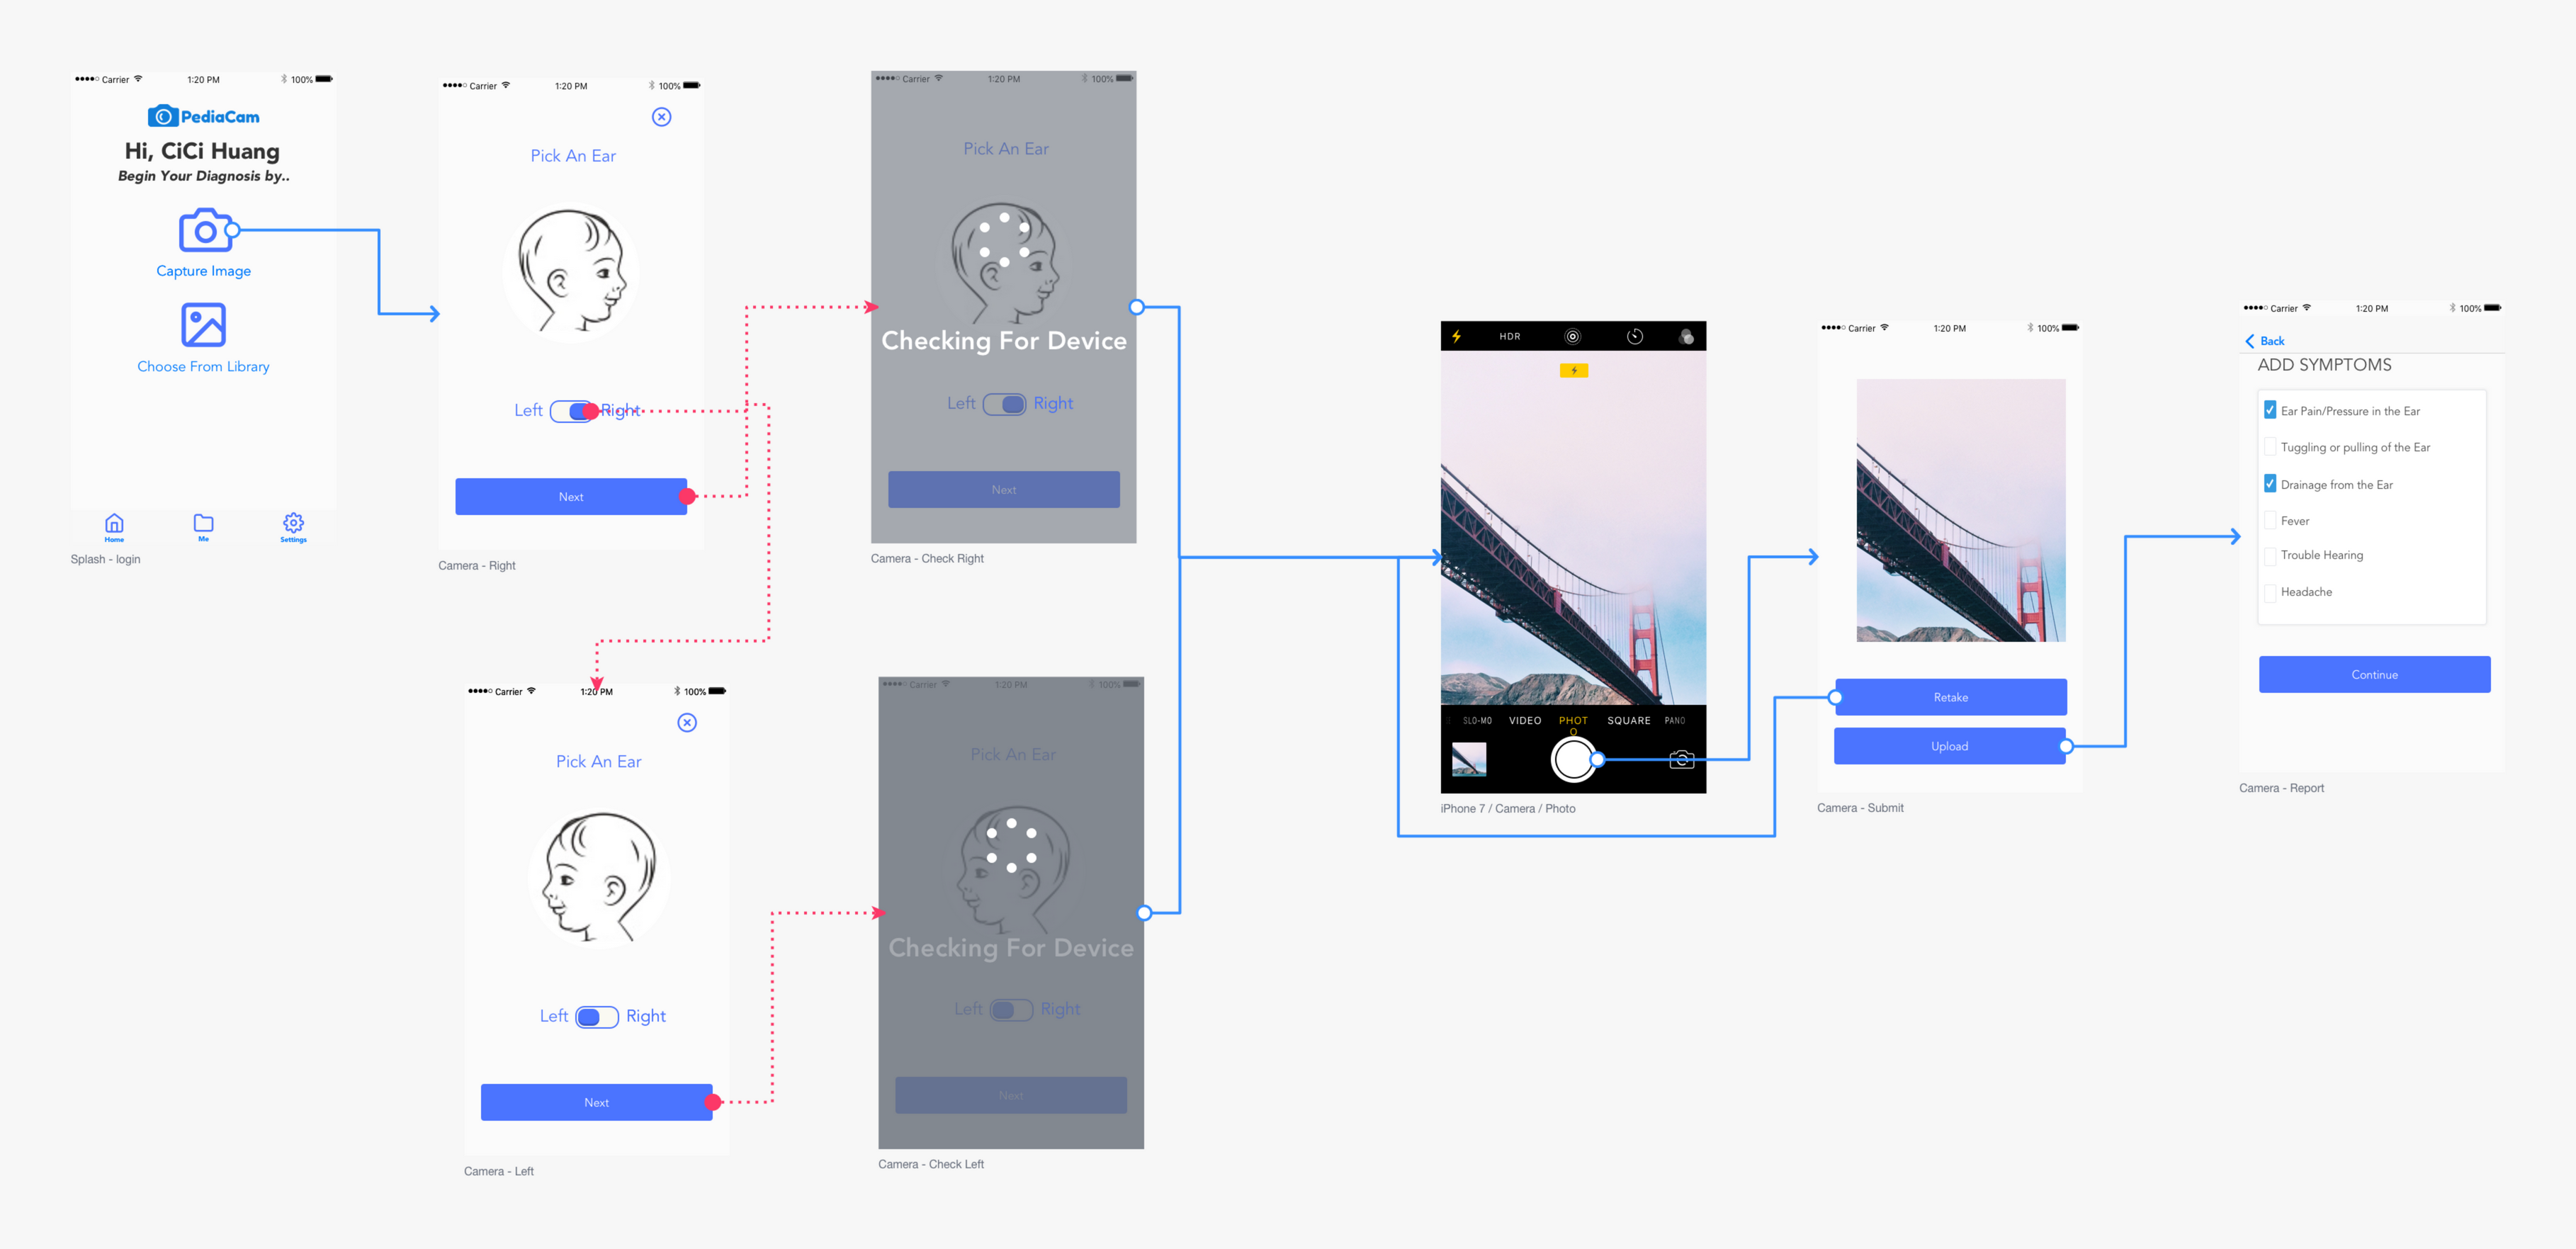 Carrier 1:20 PM 100%
PediaCam
Hi, CiCi Huang
Begin Your Diagnosis by..
Capture Image
Choose From Library
Home Me Settings
Splash - login
Carrier 1:20 PM 100%
Pick An Ear
Left Right
Next
Camera - Right
Carrier 1:20 PM 100%
Pick An Ear
Checking For Device
Left Right
Next
Camera - Check Right
Carrier 1:20 PM 100%
Pick An Ear
Left Right
Next
Camera - Left
Carrier 1:20 PM 100%
Pick An Ear
Checking For Device
Left Right
Next
Camera - Check Left
HDR
SLO-MO VIDEO PHOT SQUARE PANO
O
iPhone 7 / Camera / Photo
Carrier 1:20 PM 100%
Retake
Upload
Camera - Submit
Carrier 1:20 PM 100%
Back
ADD SYMPTOMS
Ear Pain/Pressure in the Ear
Tuggling or pulling of the Ear
Drainage from the Ear
Fever
Trouble Hearing
Headache
Continue
Camera - Report